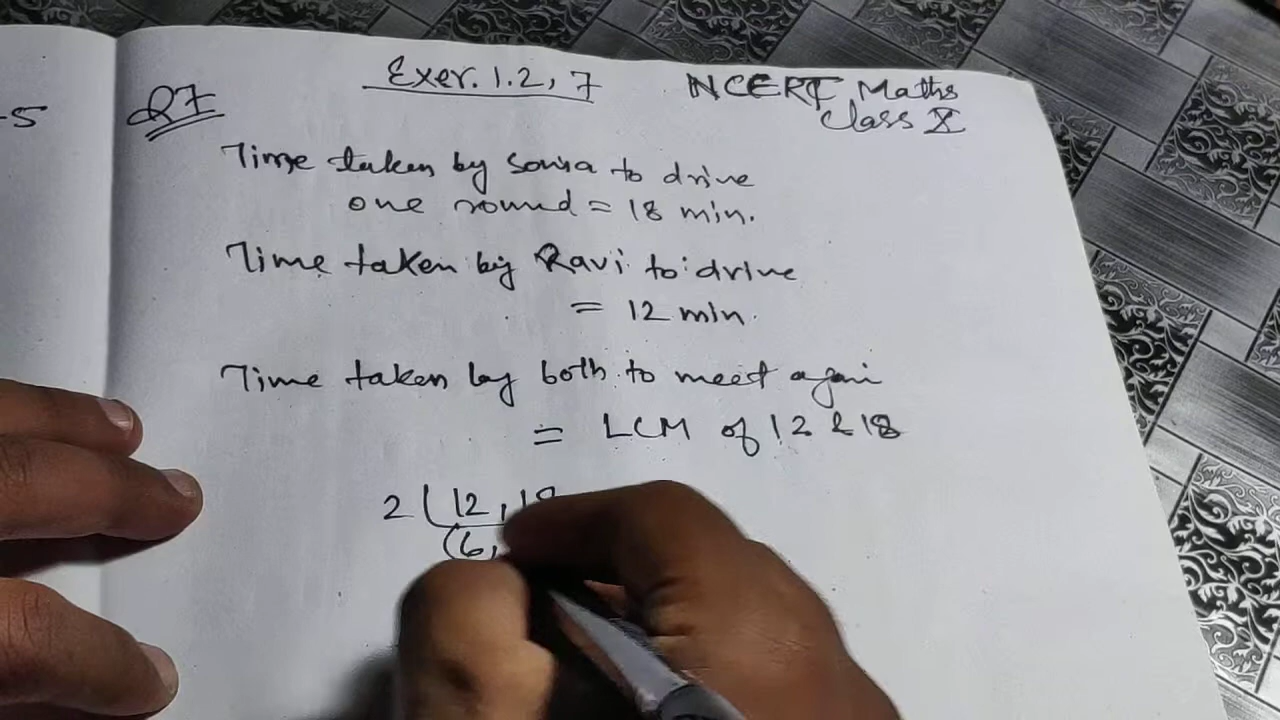 -5
Exer. 1.2, 7
NCERT Maths
Class X
Q7
Time taken by Sonia to drive
one round = 18 min.
Time taken by Ravi to drive
= 12 min.
Time taken by both to meet again
= LCM of 12 & 18
2 12, 18
6,